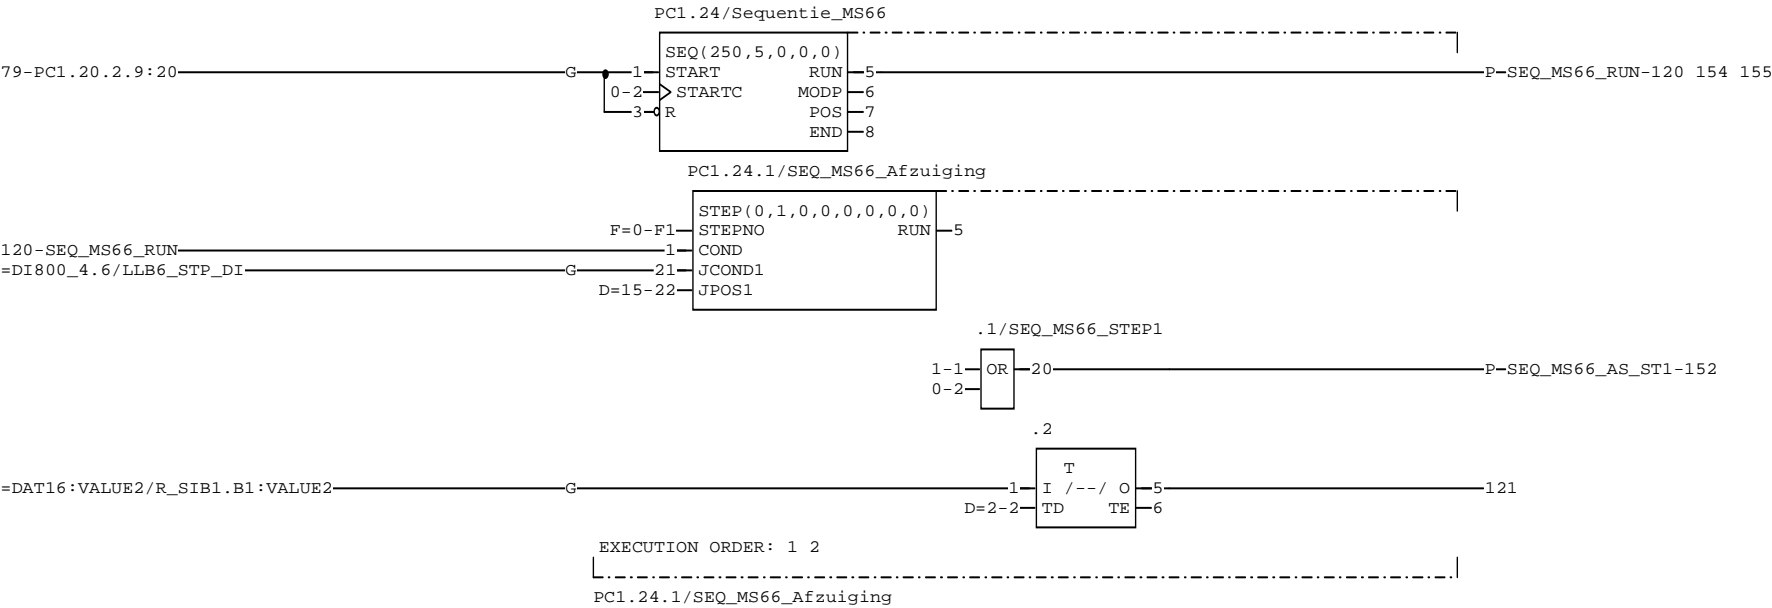 PC1.24/Sequentie_MS66
SEQ(250,5,0,0,0)
79-PC1.20.2.9:20 G 1 START RUN 5 P SEQ_MS66_RUN-120 154 155
0-2 STARTC MODP 6
3 R POS 7
END 8
PC1.24.1/SEQ_MS66_Afzuiging
STEP(0,1,0,0,0,0,0,0)
F=0-F1 STEPNO RUN 5
120-SEQ_MS66_RUN 1 COND
=DI800_4.6/LLB6_STP_DI G 21 JCOND1
D=15-22 JPOS1
.1/SEQ_MS66_STEP1
1-1 OR 20 P SEQ_MS66_AS_ST1-152
0-2
.2
T
=DAT16:VALUE2/R_SIB1.B1:VALUE2 G 1 I /--/ O 5 121
D=2-2 TD TE 6
EXECUTION ORDER: 1 2
PC1.24.1/SEQ_MS66_Afzuiging